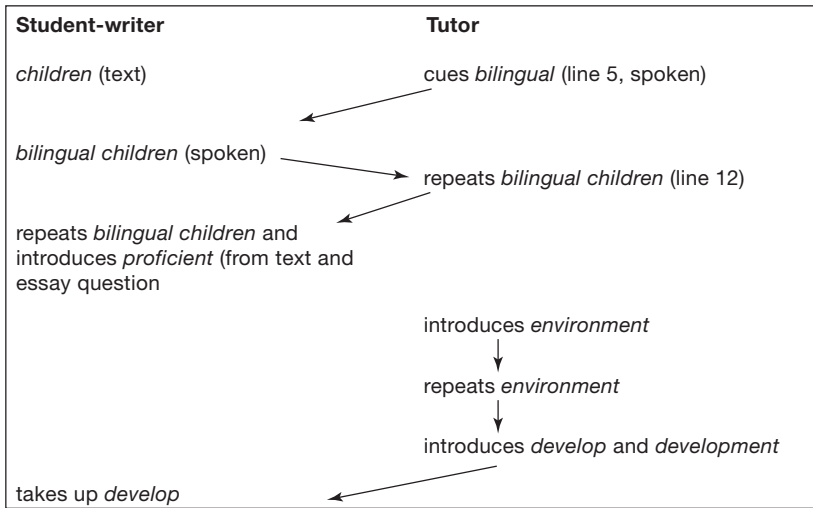 Student-writer Tutor
children (text) cues bilingual (line 5, spoken)
bilingual children (spoken)
repeats bilingual children (line 12)
repeats bilingual children and
introduces proficient (from text and
essay question
introduces environment
repeats environment
introduces develop and development
takes up develop